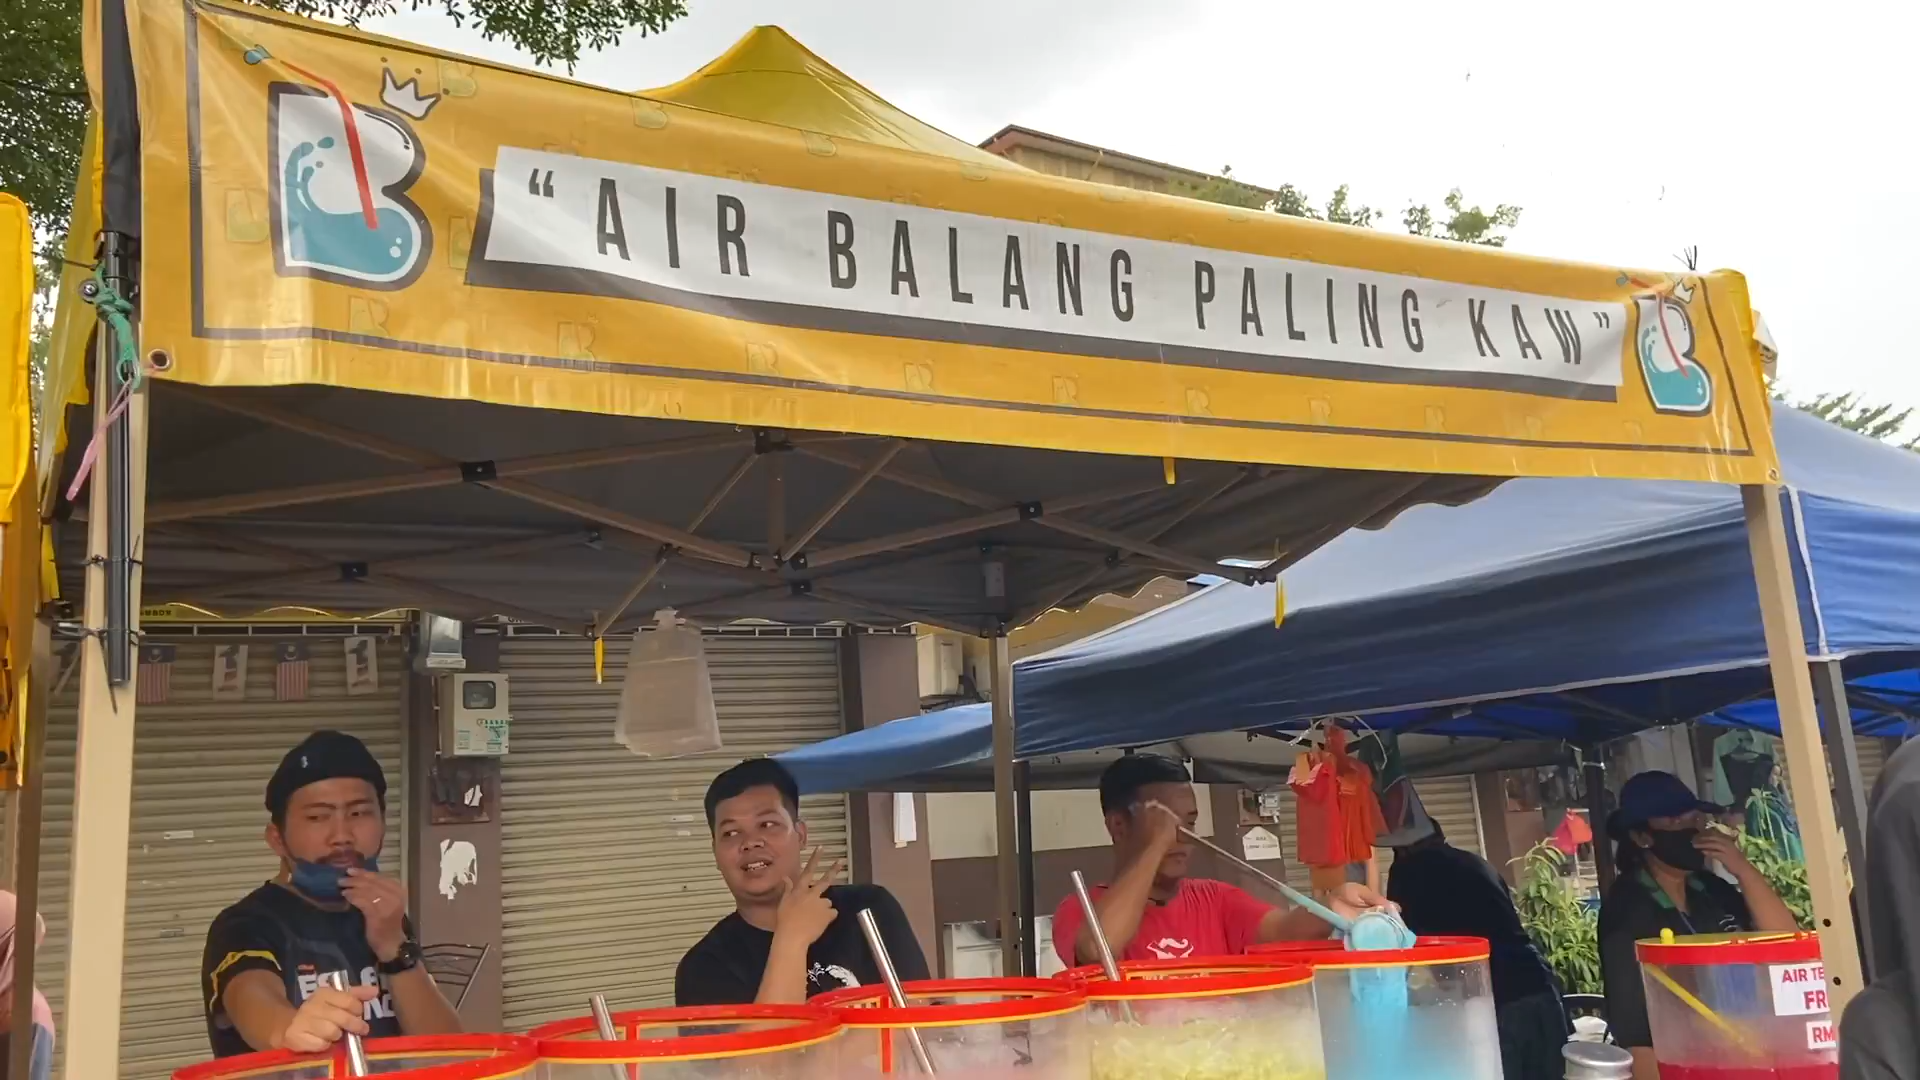 B
“AIR BALANG PALING KAW”
B
AIR TE
FR
RM